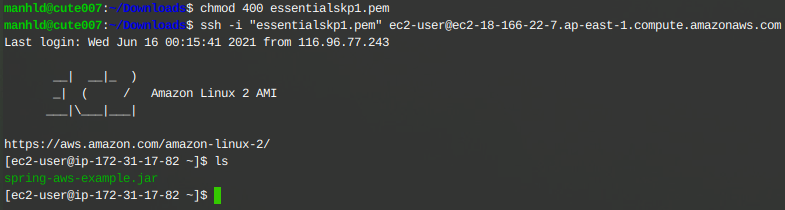 manhld@cute007:~/Downloads$ chmod 400 essentialskp1.pem
manhld@cute007:~/Downloads$ ssh -i "essentialskp1.pem" ec2-user@ec2-18-166-22-7.ap-east-1.compute.amazonaws.com
Last login: Wed Jun 16 00:15:41 2021 from 116.96.77.243

       __|  __|_  )
       _|  (     /   Amazon Linux 2 AMI
      ___|\___|___|

https://aws.amazon.com/amazon-linux-2/
[ec2-user@ip-172-31-17-82 ~]$ ls
spring-aws-example.jar
[ec2-user@ip-172-31-17-82 ~]$